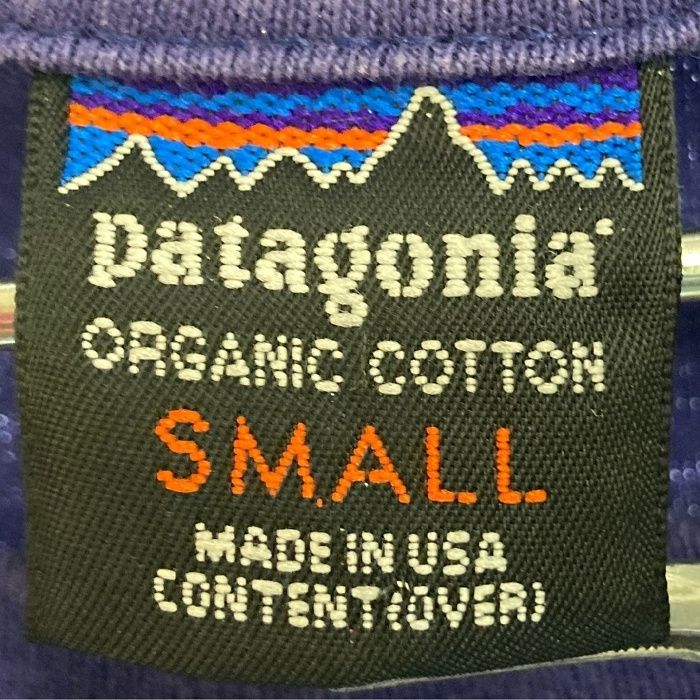 patagonia
ORGANIC COTTON
SMALL
MADE IN USA
CONTENT (OVER)